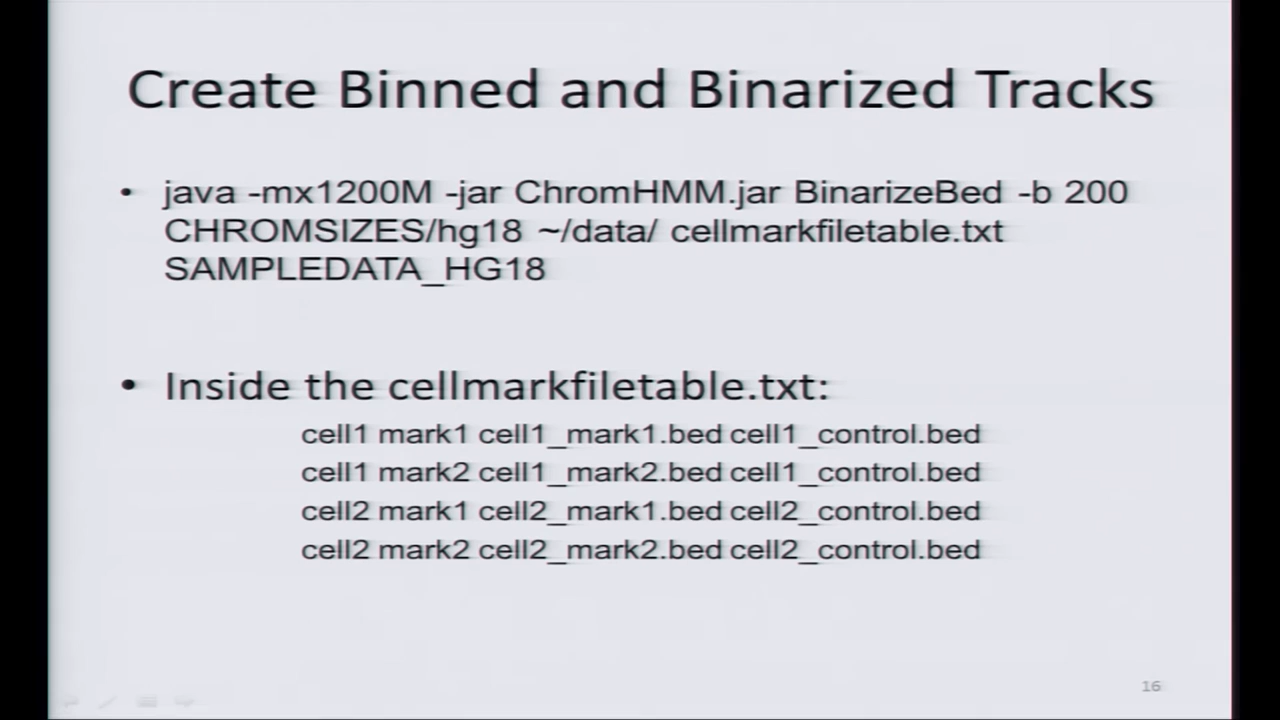 Create Binned and Binarized Tracks
• java -mx1200M -jar ChromHMM.jar BinarizeBed -b 200
CHROMSIZES/hg18 ~/data/ cellmarkfiletable.txt
SAMPLEDATA_HG18
• Inside the cellmarkfiletable.txt:
cell1 mark1 cell1_mark1.bed cell1_control.bed
cell1 mark2 cell1_mark2.bed cell1_control.bed
cell2 mark1 cell2_mark1.bed cell2_control.bed
cell2 mark2 cell2_mark2.bed cell2_control.bed
16